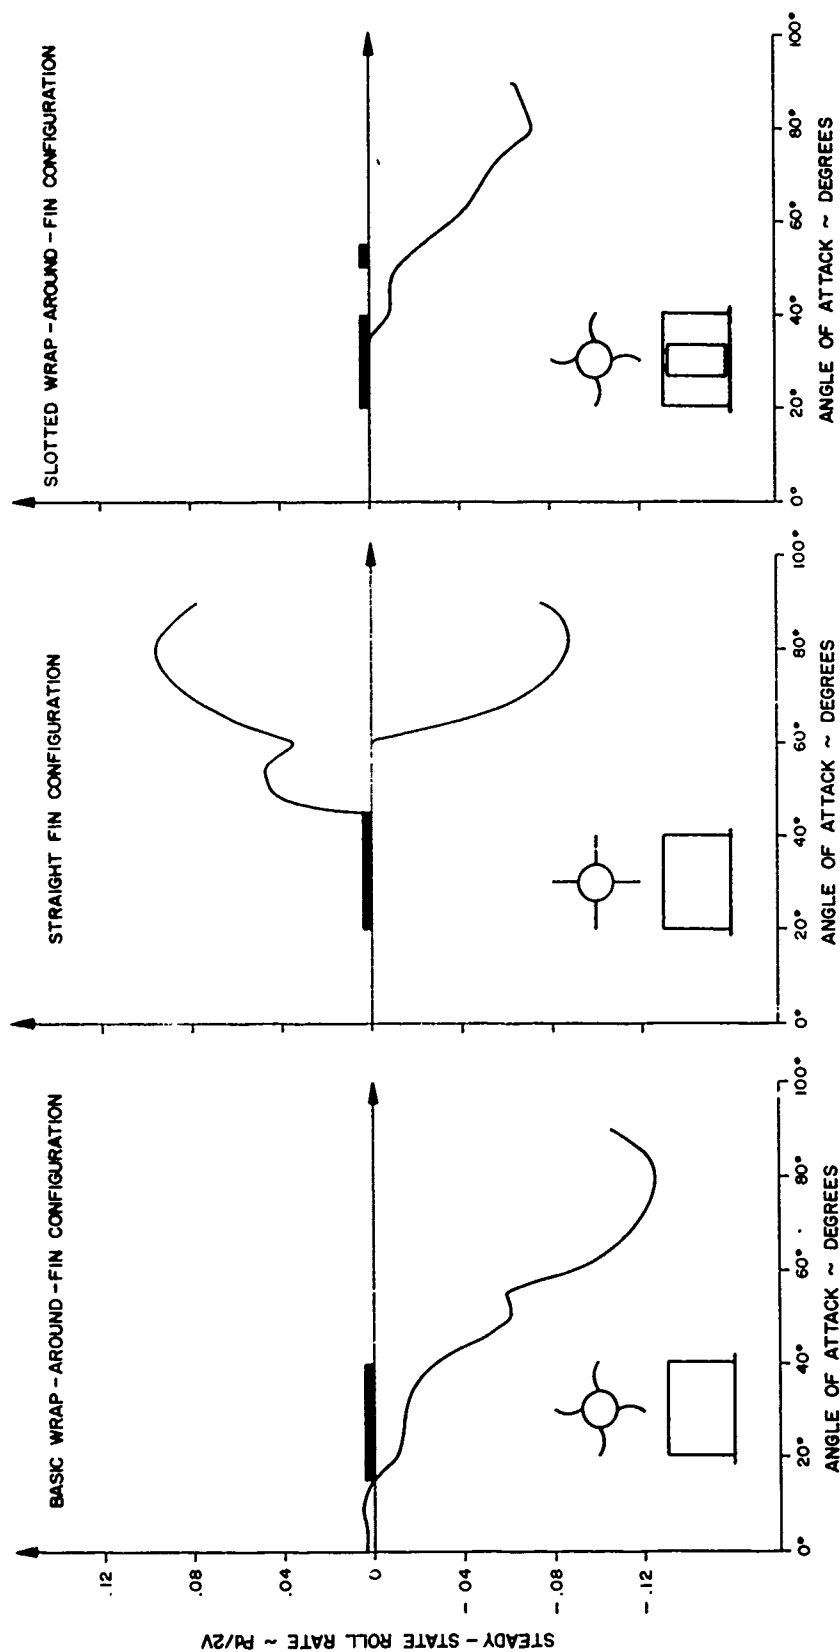 STEADY-STATE ROLL RATE ~ Pd/2V
.12
.08
.04
0
-.04
-.08
-.12
BASIC WRAP-AROUND-FIN CONFIGURATION
0° 20° 40° 60° 80° 100°
ANGLE OF ATTACK ~ DEGREES
STRAIGHT FIN CONFIGURATION
0° 20° 40° 60° 80° 100°
ANGLE OF ATTACK ~ DEGREES
SLOTTED WRAP-AROUND-FIN CONFIGURATION
0° 20° 40° 60° 80° 100°
ANGLE OF ATTACK ~ DEGREES